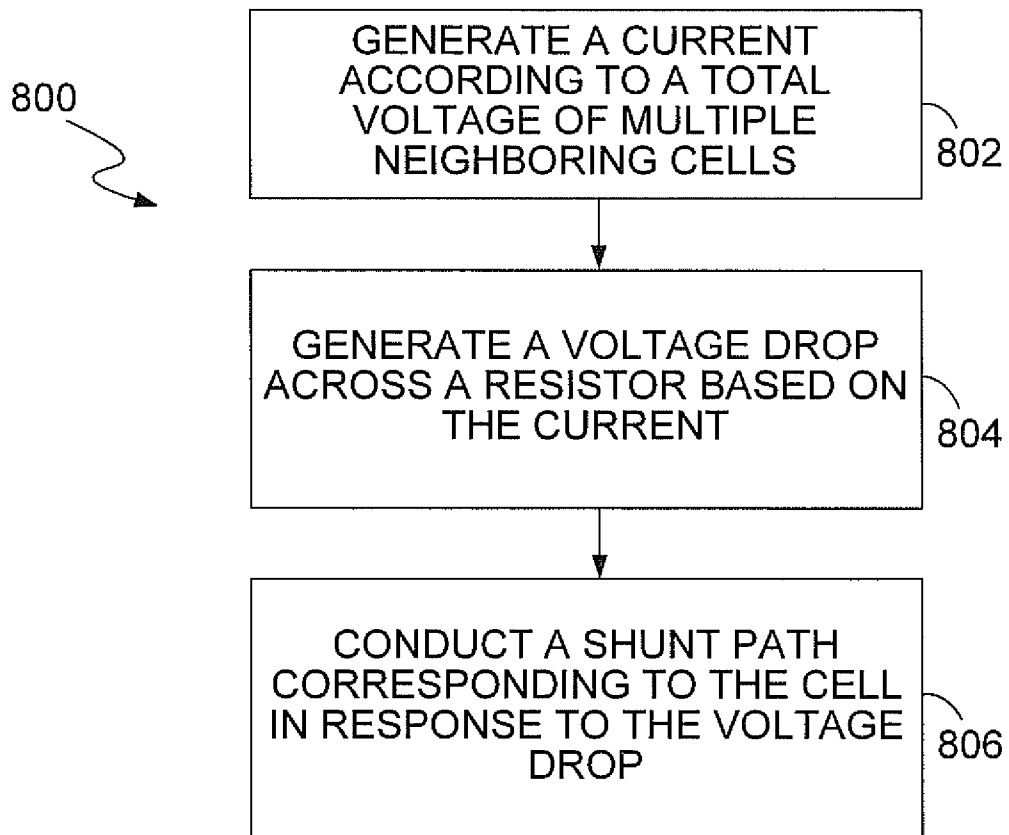 800
GENERATE A CURRENT
ACCORDING TO A TOTAL
VOLTAGE OF MULTIPLE
NEIGHBORING CELLS
802
GENERATE A VOLTAGE DROP
ACROSS A RESISTOR BASED ON
THE CURRENT
804
CONDUCT A SHUNT PATH
CORRESPONDING TO THE CELL
IN RESPONSE TO THE VOLTAGE
DROP
806